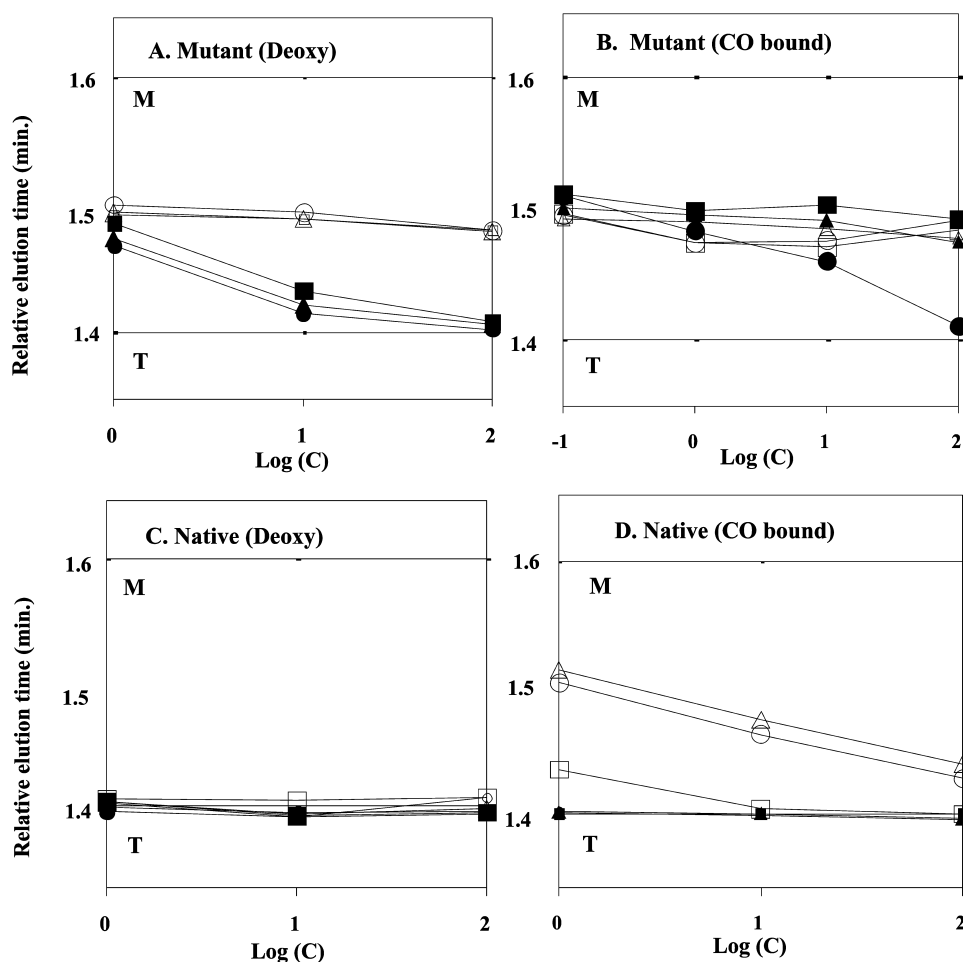 A. Mutant (Deoxy)
1.6
M
1.5
1.4
T
0
1
2
Log (C)
Relative elution time (min.)
B. Mutant (CO bound)
1.6
M
1.5
1.4
T
-1
0
1
2
Log (C)
C. Native (Deoxy)
1.6
M
1.5
1.4
T
0
1
2
Log (C)
Relative elution time (min.)
D. Native (CO bound)
1.6
M
1.5
1.4
T
0
1
2
Log (C)